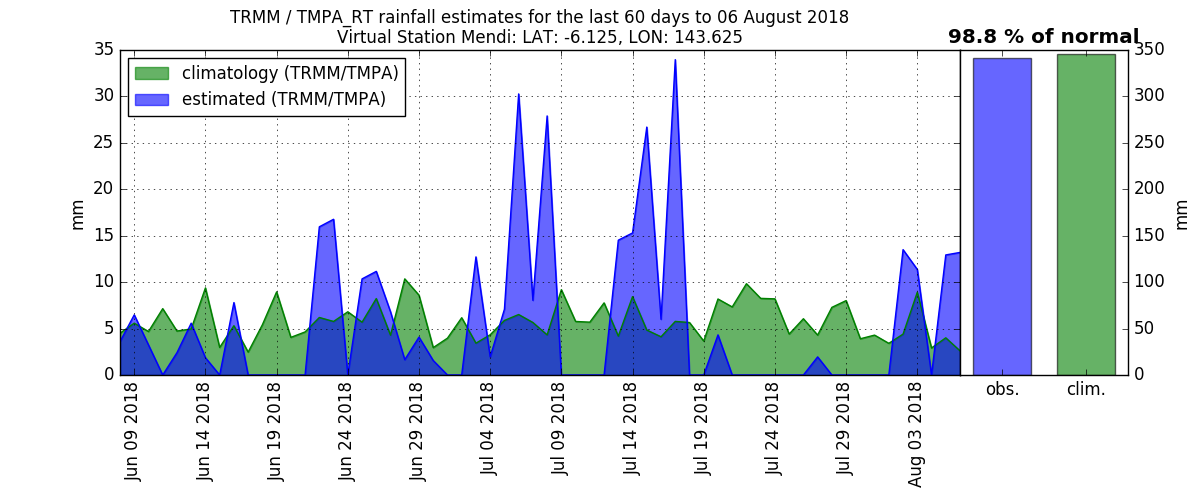 TRMM / TMPA_RT rainfall estimates for the last 60 days to 06 August 2018
Virtual Station Mendi: LAT: -6.125, LON: 143.625
98.8 % of normal
climatology (TRMM/TMPA)
estimated (TRMM/TMPA)
35
30
25
20
15
10
5
0
mm
350
300
250
200
150
100
50
0
mm
obs.
clim.
Jun 09 2018
Jun 14 2018
Jun 19 2018
Jun 24 2018
Jun 29 2018
Jul 04 2018
Jul 09 2018
Jul 14 2018
Jul 19 2018
Jul 24 2018
Jul 29 2018
Aug 03 2018